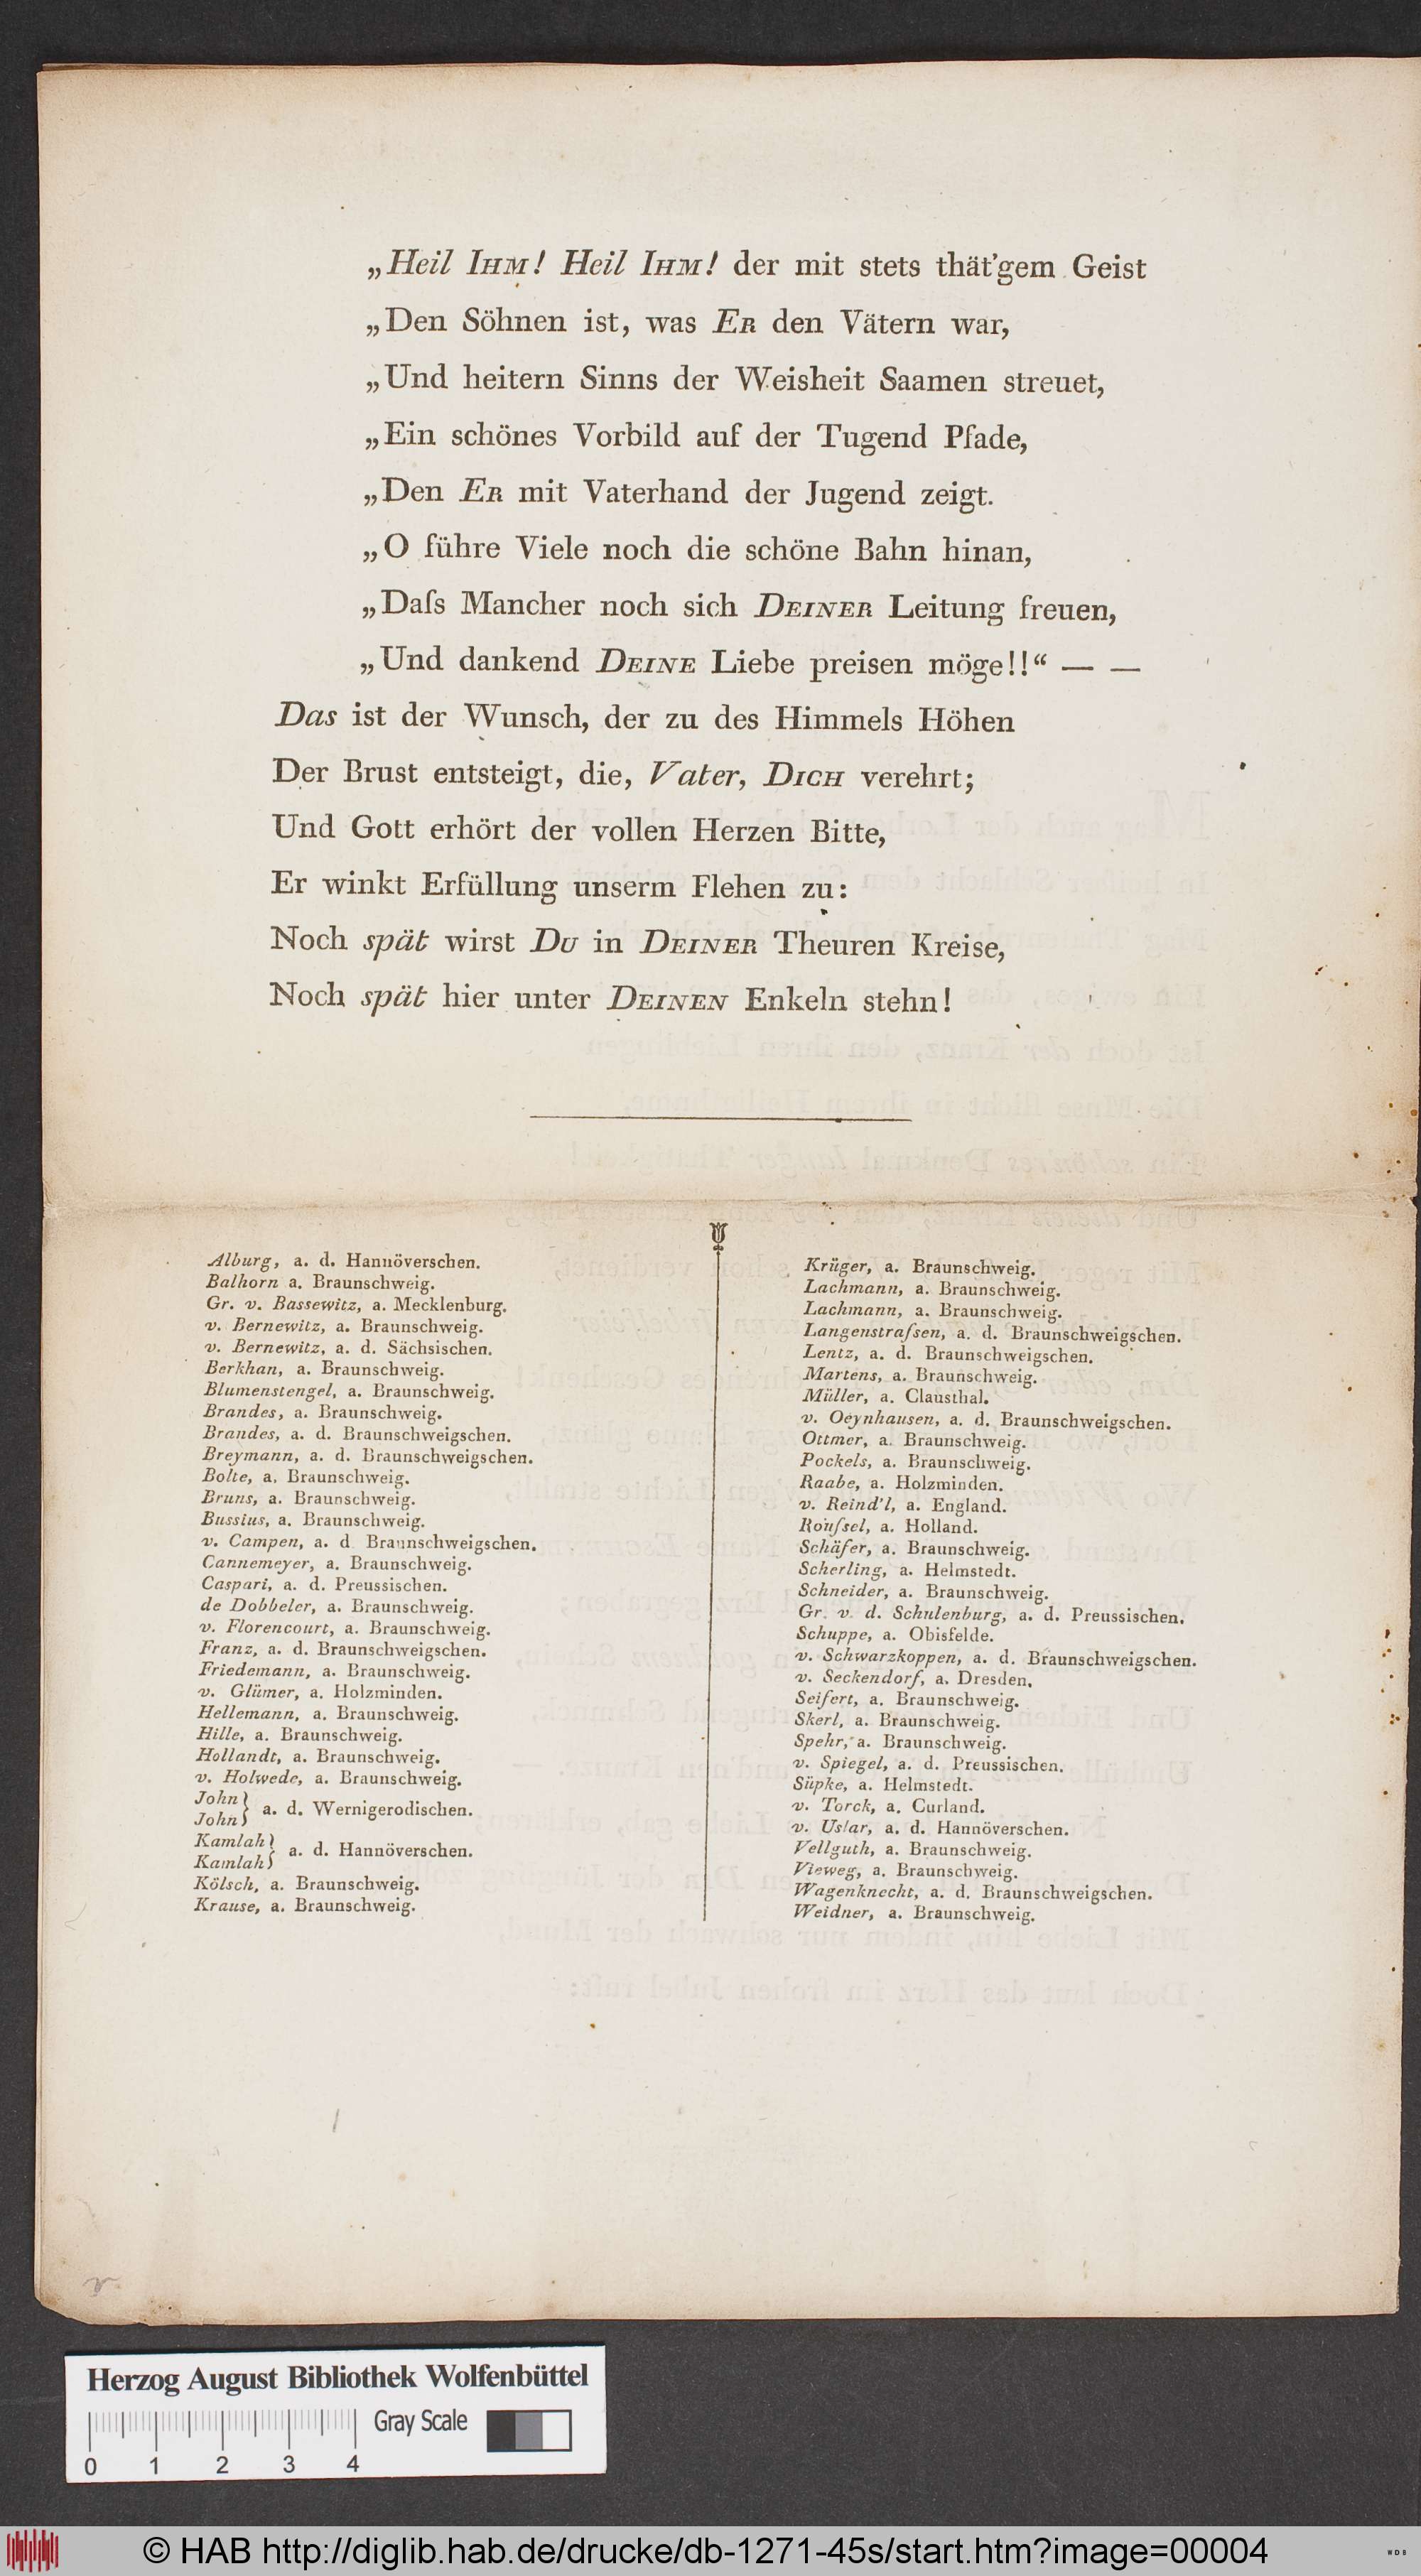 „Heil IHM! Heil IHM! der mit stets thät'gem Geist
„Den Söhnen ist, was ER den Vätern war,
„Und heitern Sinns der Weisheit Saamen streuet,
„Ein schönes Vorbild auf der Tugend Pfade,
„Den ER mit Vaterhand der Jugend zeigt.
„O führe Viele noch die schöne Bahn hinan,
„Daſs Mancher noch sich DEINER Leitung freuen,
„Und dankend DEINE Liebe preisen möge!!“ — —
Das ist der Wunsch, der zu des Himmels Höhen
Der Brust entsteigt, die, Vater, DICH verehrt;
Und Gott erhört der vollen Herzen Bitte,
Er winkt Erfüllung unserm Flehen zu:
Noch spät wirst DU in DEINER Theuren Kreise,
Noch spät hier unter DEINEN Enkeln stehn!
Alburg, a. d. Hannöverschen.
Balhorn a. Braunschweig.
Gr. v. Bassewitz, a. Mecklenburg.
v. Bernewitz, a. Braunschweig.
v. Bernewitz, a. d. Sächsischen.
Berkhan, a. Braunschweig.
Blumenstengel, a. Braunschweig.
Brandes, a. Braunschweig.
Brandes, a. d. Braunschweigschen.
Breymann, a. d. Braunschweigschen.
Bolte, a. Braunschweig.
Bruns, a. Braunschweig.
Bussius, a. Braunschweig.
v. Campen, a. d Braunschweigschen.
Cannemeyer, a. Braunschweig.
Caspari, a. d. Preussischen.
de Dobbeler, a. Braunschweig.
v. Florencourt, a. Braunschweig.
Franz, a. d. Braunschweigschen.
Friedemann, a. Braunschweig.
v. Glümer, a. Holzminden.
Hellemann, a. Braunschweig.
Hille, a. Braunschweig.
Hollandt, a. Braunschweig.
v. Holwede, a. Braunschweig.
John
John } a. d. Wernigerodischen.
Kamlah
Kamlah } a. d. Hannöverschen.
Kölsch, a. Braunschweig.
Krause, a. Braunschweig.
Krüger, a. Braunschweig.
Lachmann, a. Braunschweig.
Lachmann, a. Braunschweig.
Langenstraſsen, a. d. Braunschweigschen.
Lentz, a. d. Braunschweigschen.
Martens, a. Braunschweig.
Müller, a. Clausthal.
v. Oeynhausen, a. d. Braunschweigschen.
Ottmer, a. Braunschweig.
Pockels, a. Braunschweig.
Raabe, a. Holzminden.
v. Reind'l, a. England.
Rouſsel, a. Holland.
Schäfer, a. Braunschweig.
Scherling, a. Helmstedt.
Schneider, a. Braunschweig.
Gr. v. d. Schulenburg, a. d. Preussischen.
Schuppe, a. Obisfelde.
v. Schwarzkoppen, a. d. Braunschweigschen.
v. Seckendorf, a. Dresden.
Seifert, a. Braunschweig.
Skerl, a. Braunschweig.
Spehr, a. Braunschweig.
v. Spiegel, a. d. Preussischen.
Süpke, a. Helmstedt.
v. Torck, a. Curland.
v. Uslar, a. d. Hannöverschen.
Vellguth, a. Braunschweig.
Vieweg, a. Braunschweig.
Wagenknecht, a. d. Braunschweigschen.
Weidner, a. Braunschweig.
Herzog August Bibliothek Wolfenbüttel
Gray Scale
0 1 2 3 4
© HAB http://diglib.hab.de/drucke/db-1271-45s/start.htm?image=00004
WDB